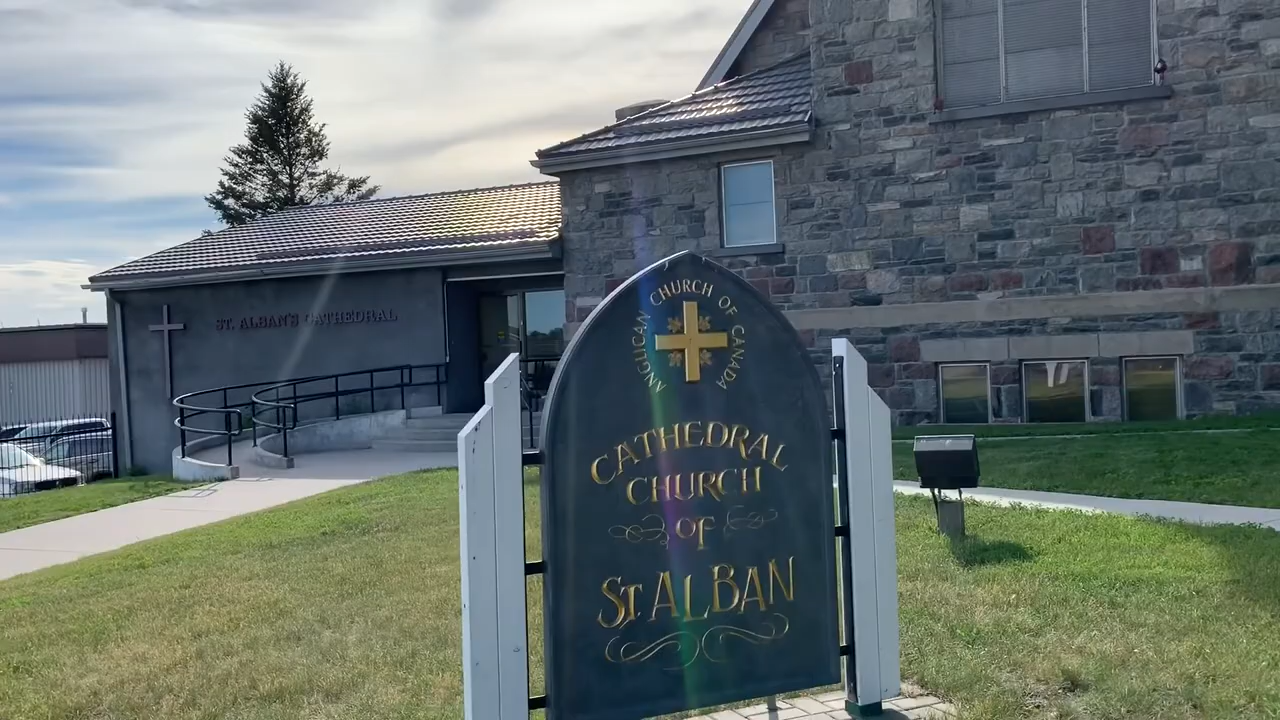 ST. ALBAN'S CATHEDRAL
ANGLICAN CHURCH OF CANADA
CATHEDRAL
CHURCH
of
ST. ALBAN